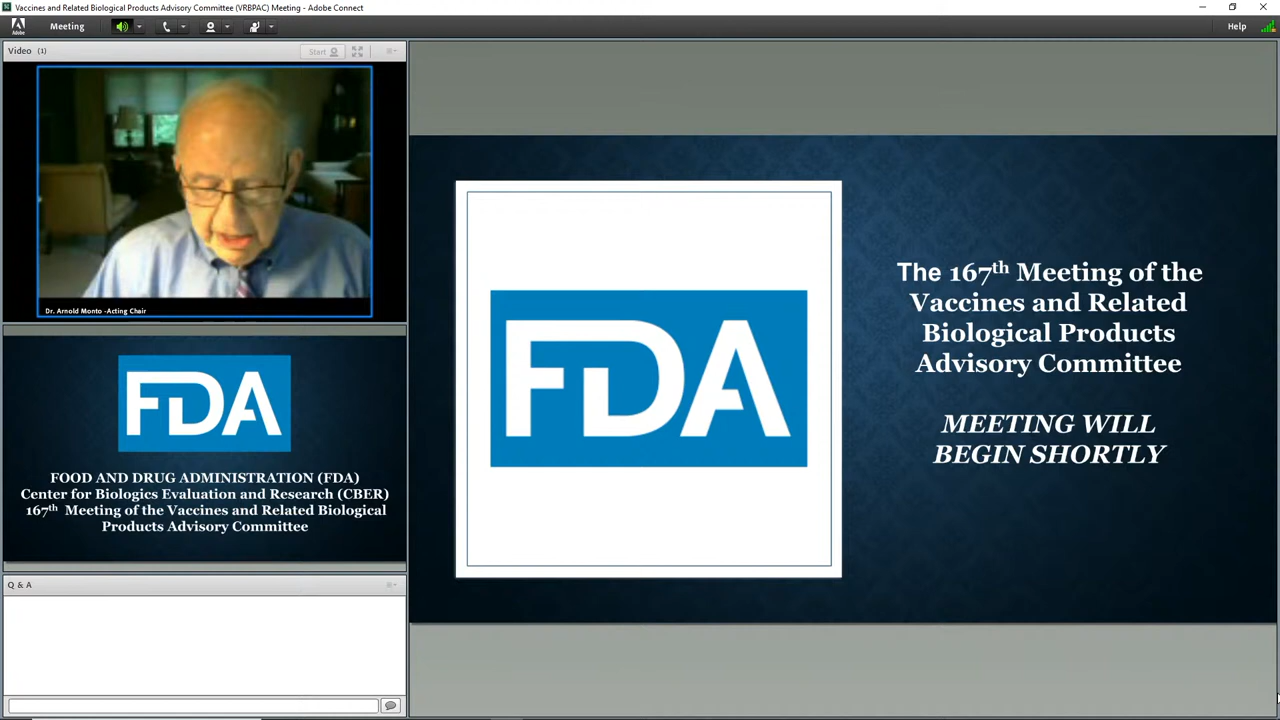 Vaccines and Related Biological Products Advisory Committee (VRBPAC) Meeting - Adobe Connect
Adobe
Meeting
Help
Video (1)
Start
Dr. Arnold Monto -Acting Chair
FDA
FOOD AND DRUG ADMINISTRATION (FDA)
Center for Biologics Evaluation and Research (CBER)
167th Meeting of the Vaccines and Related Biological
Products Advisory Committee
Q & A
FDA
The 167th Meeting of the
Vaccines and Related
Biological Products
Advisory Committee
MEETING WILL
BEGIN SHORTLY